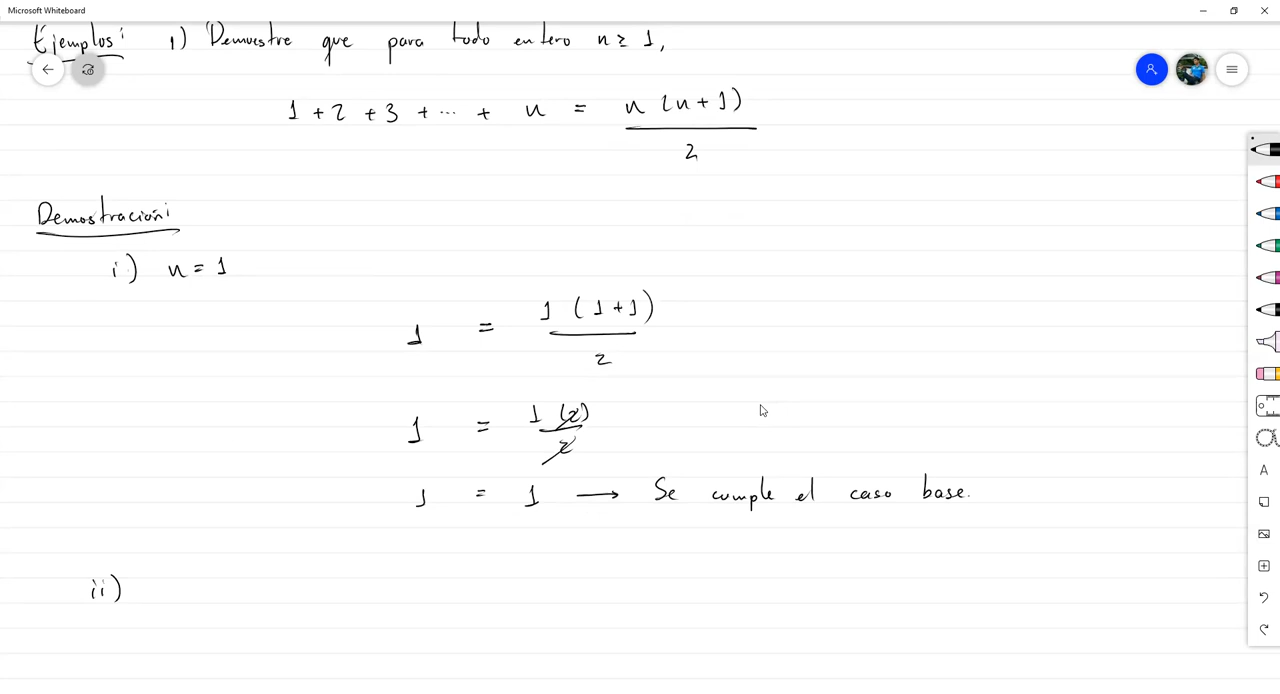 Microsoft Whiteboard
Ejemplos: 1) Demuestre que para todo entero n ≥ 1,
1 + 2 + 3 + ... + n = n (n + 1) / 2
Demostración:
i) n = 1
1 = 1 (1 + 1) / 2
1 = 1 (2) / 2
1 = 1 → Se cumple el caso base.
ii)
A